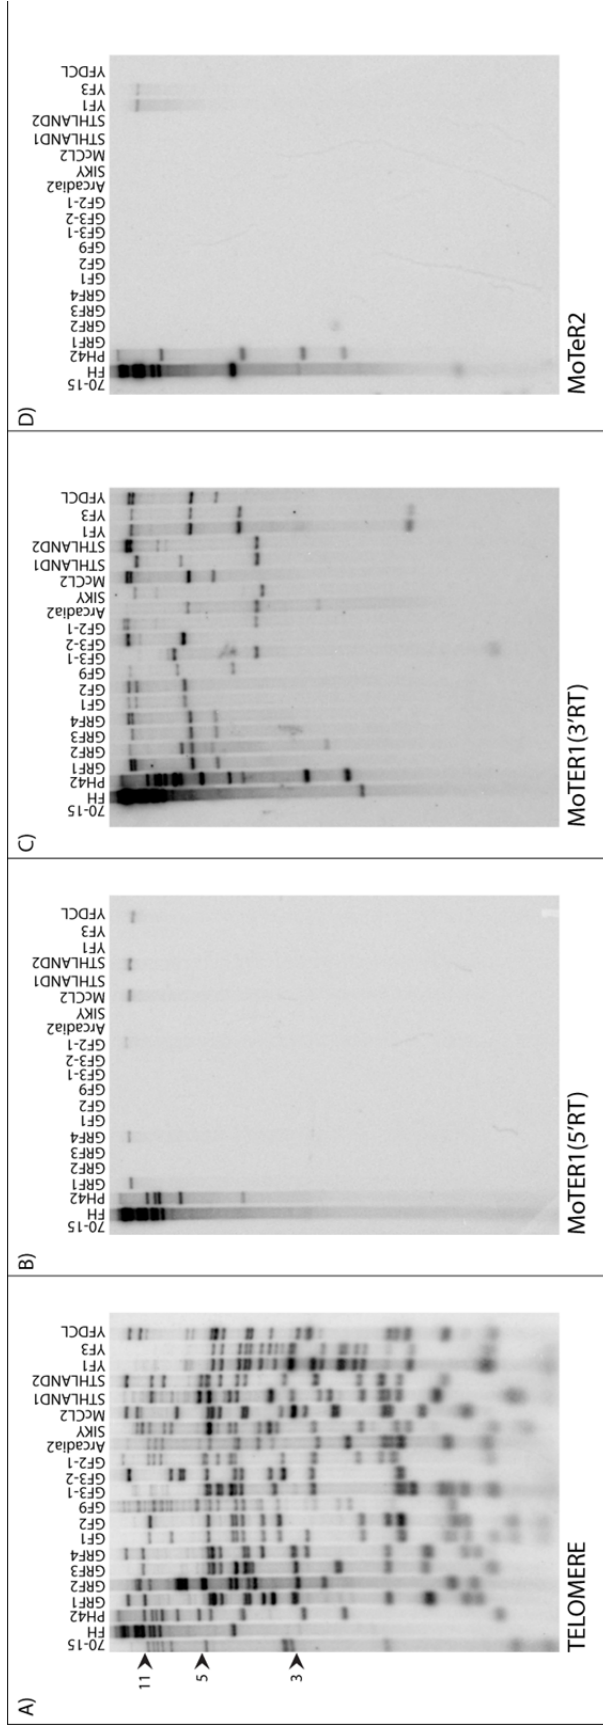 A)
70-15
FH
PH42
GRF1
GRF2
GRF3
GRF4
GF1
GF2
GF9
GF3-1
GF3-2
GF2-1
Arcadia2
SIKY
McCL2
STHLAND1
STHLAND2
YF1
YF3
YFDCL
11
5
3
TELOMERE
B)
70-15
FH
PH42
GRF1
GRF2
GRF3
GRF4
GF1
GF2
GF9
GF3-1
GF3-2
GF2-1
Arcadia2
SIKY
McCL2
STHLAND1
STHLAND2
YF1
YF3
YFDCL
MoTER1(5'RT)
C)
70-15
FH
PH42
GRF1
GRF2
GRF3
GRF4
GF1
GF2
GF9
GF3-1
GF3-2
GF2-1
Arcadia2
SIKY
McCL2
STHLAND1
STHLAND2
YF1
YF3
YFDCL
MoTER1(3'RT)
D)
70-15
FH
PH42
GRF1
GRF2
GRF3
GRF4
GF1
GF2
GF9
GF3-1
GF3-2
GF2-1
Arcadia2
SIKY
McCL2
STHLAND1
STHLAND2
YF1
YF3
YFDCL
MoTeR2